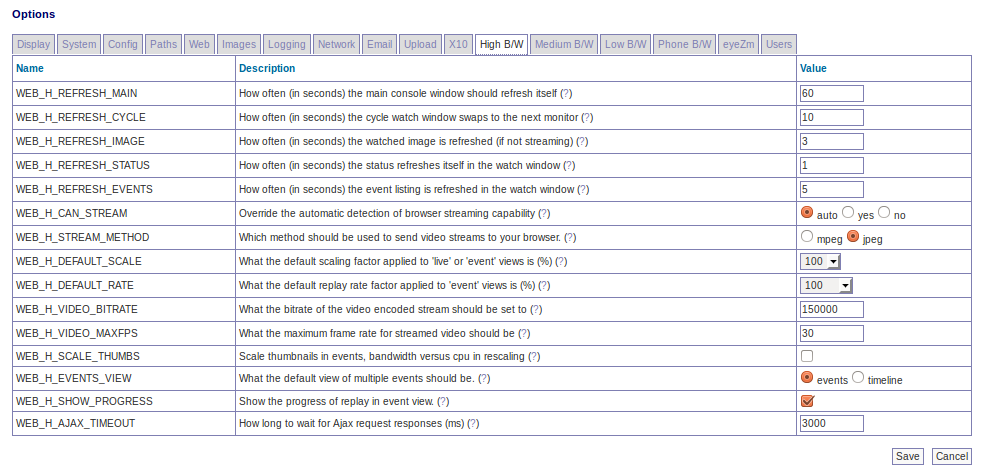 Options
Display System Config Paths Web Images Logging Network Email Upload X10 High B/W Medium B/W Low B/W Phone B/W eyeZm Users
Name Description Value
WEB_H_REFRESH_MAIN How often (in seconds) the main console window should refresh itself (?) 60
WEB_H_REFRESH_CYCLE How often (in seconds) the cycle watch window swaps to the next monitor (?) 10
WEB_H_REFRESH_IMAGE How often (in seconds) the watched image is refreshed (if not streaming) (?) 3
WEB_H_REFRESH_STATUS How often (in seconds) the status refreshes itself in the watch window (?) 1
WEB_H_REFRESH_EVENTS How often (in seconds) the event listing is refreshed in the watch window (?) 5
WEB_H_CAN_STREAM Override the automatic detection of browser streaming capability (?) auto yes no
WEB_H_STREAM_METHOD Which method should be used to send video streams to your browser. (?) mpeg jpeg
WEB_H_DEFAULT_SCALE What the default scaling factor applied to 'live' or 'event' views is (%) (?) 100
WEB_H_DEFAULT_RATE What the default replay rate factor applied to 'event' views is (%) (?) 100
WEB_H_VIDEO_BITRATE What the bitrate of the video encoded stream should be set to (?) 150000
WEB_H_VIDEO_MAXFPS What the maximum frame rate for streamed video should be (?) 30
WEB_H_SCALE_THUMBS Scale thumbnails in events, bandwidth versus cpu in rescaling (?)
WEB_H_EVENTS_VIEW What the default view of multiple events should be. (?) events timeline
WEB_H_SHOW_PROGRESS Show the progress of replay in event view. (?)
WEB_H_AJAX_TIMEOUT How long to wait for Ajax request responses (ms) (?) 3000
Save Cancel